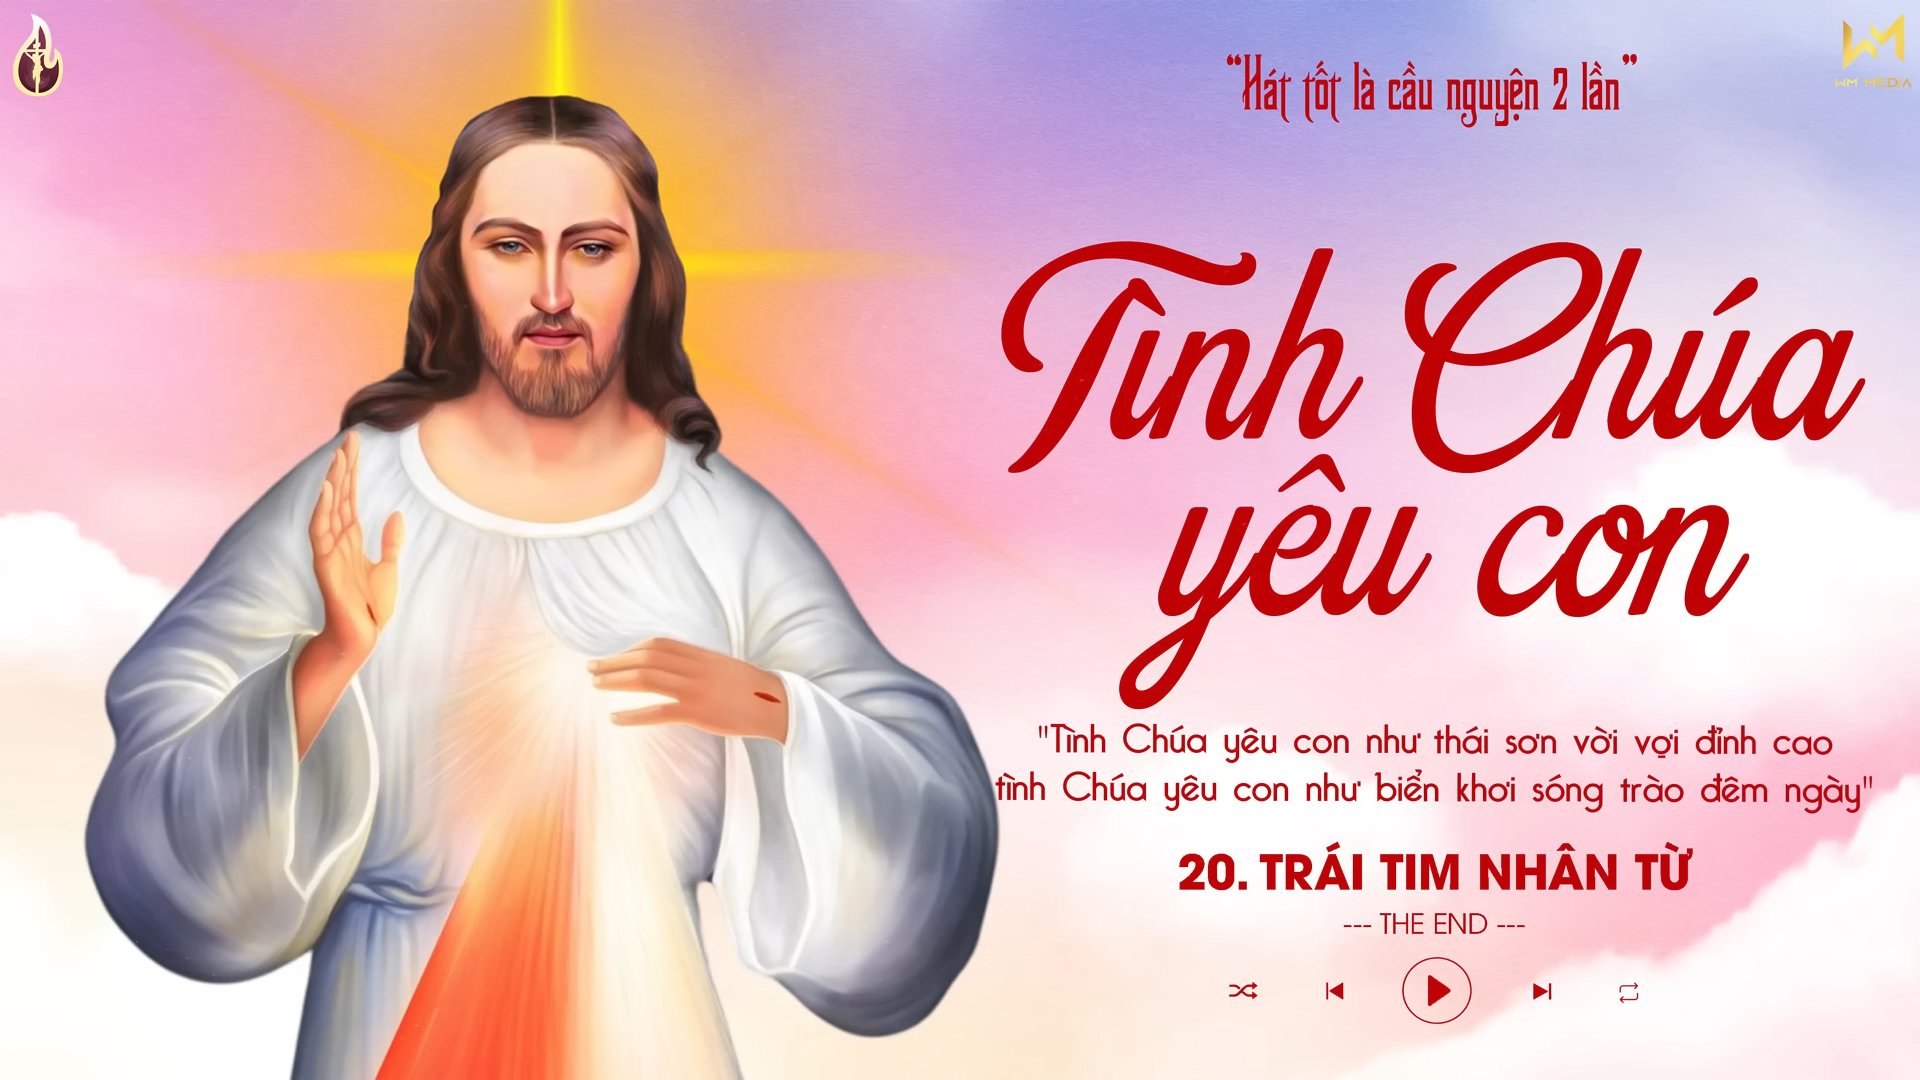 “Hát tốt là cầu nguyện 2 lần”
WM MEDIA
Tình Chúa
yêu con
"Tình Chúa yêu con như thái sơn vời vợi đỉnh cao
tình Chúa yêu con như biển khơi sóng trào đêm ngày"
20. TRÁI TIM NHÂN TỪ
--- THE END ---